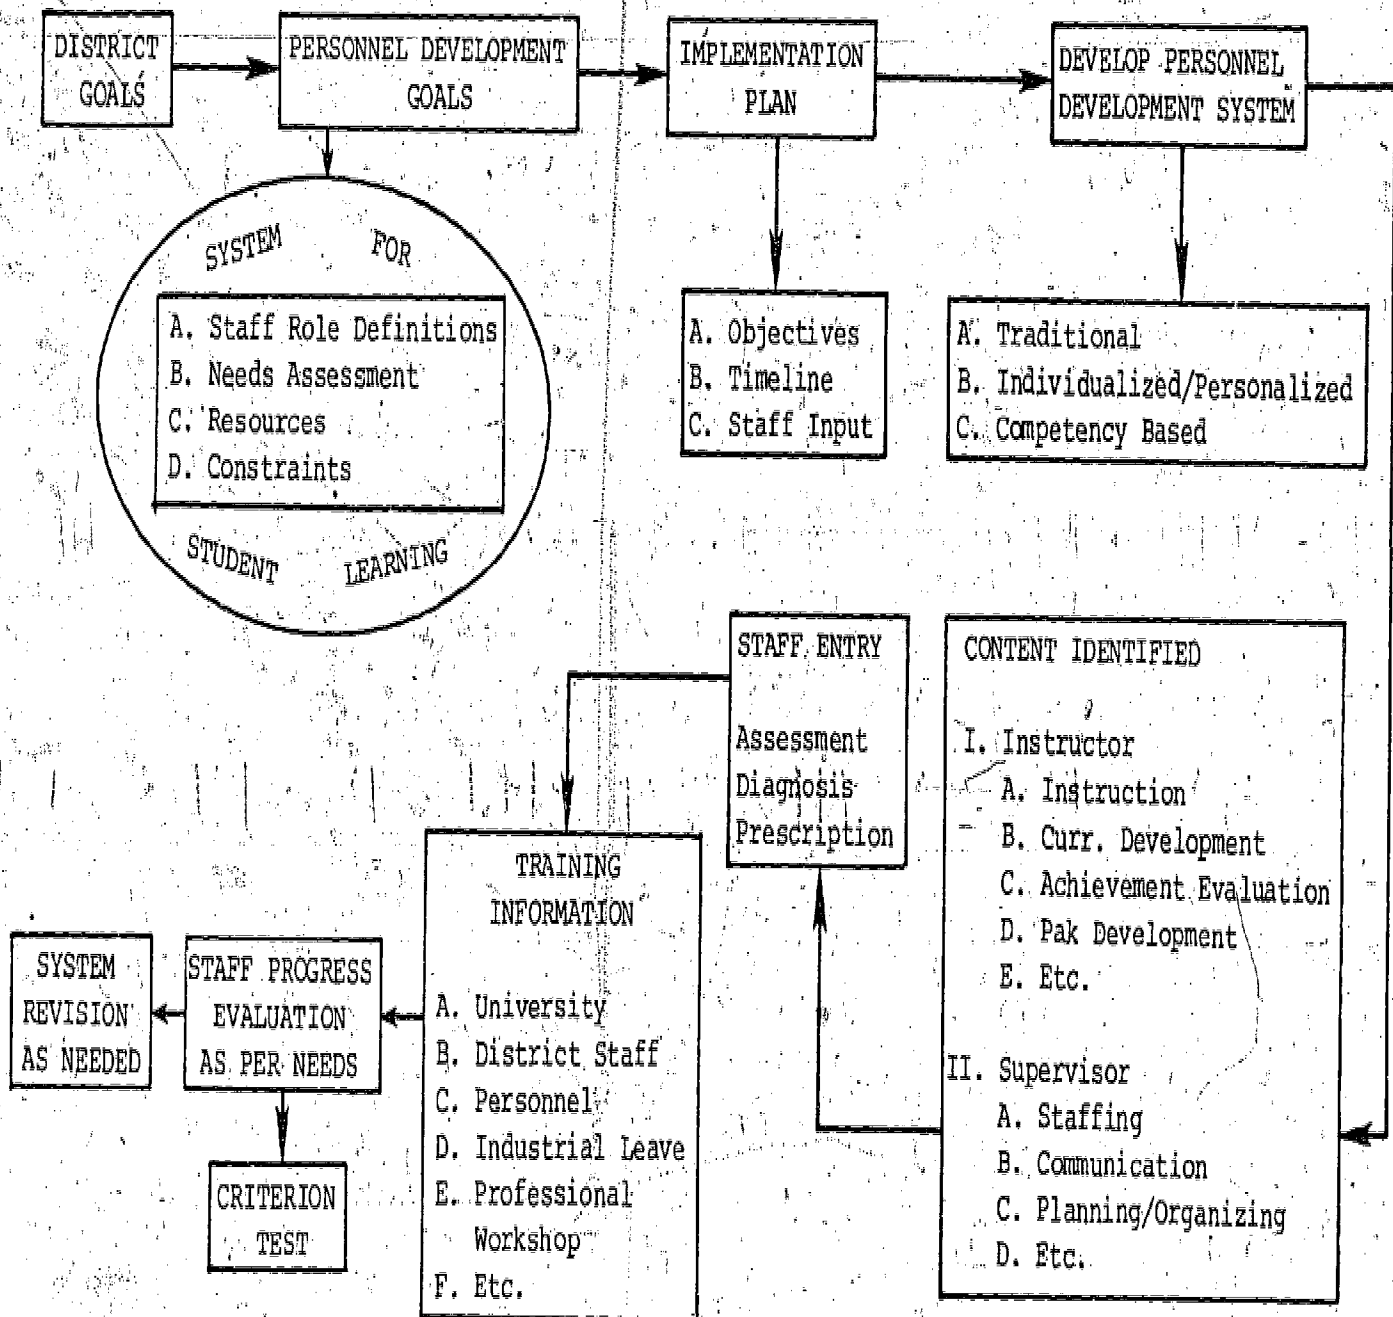 DISTRICT
GOALS
PERSONNEL DEVELOPMENT
GOALS
IMPLEMENTATION
PLAN
DEVELOP PERSONNEL
DEVELOPMENT SYSTEM
SYSTEM FOR
A. Staff Role Definitions
B. Needs Assessment
C. Resources
D. Constraints
STUDENT LEARNING
A. Objectives
B. Timeline
C. Staff Input
A. Traditional
B. Individualized/Personalized
C. Competency Based
CONTENT IDENTIFIED
I. Instructor
A. Instruction
B. Curr. Development
C. Achievement Evaluation
D. Pak Development
E. Etc.
II. Supervisor
A. Staffing
B. Communication
C. Planning/Organizing
D. Etc.
STAFF ENTRY
Assessment
Diagnosis
Prescription
TRAINING
INFORMATION
A. University
B. District Staff
C. Personnel
D. Industrial Leave
E. Professional
Workshop
F. Etc.
STAFF PROGRESS
EVALUATION
AS PER NEEDS
CRITERION
TEST
SYSTEM
REVISION
AS NEEDED